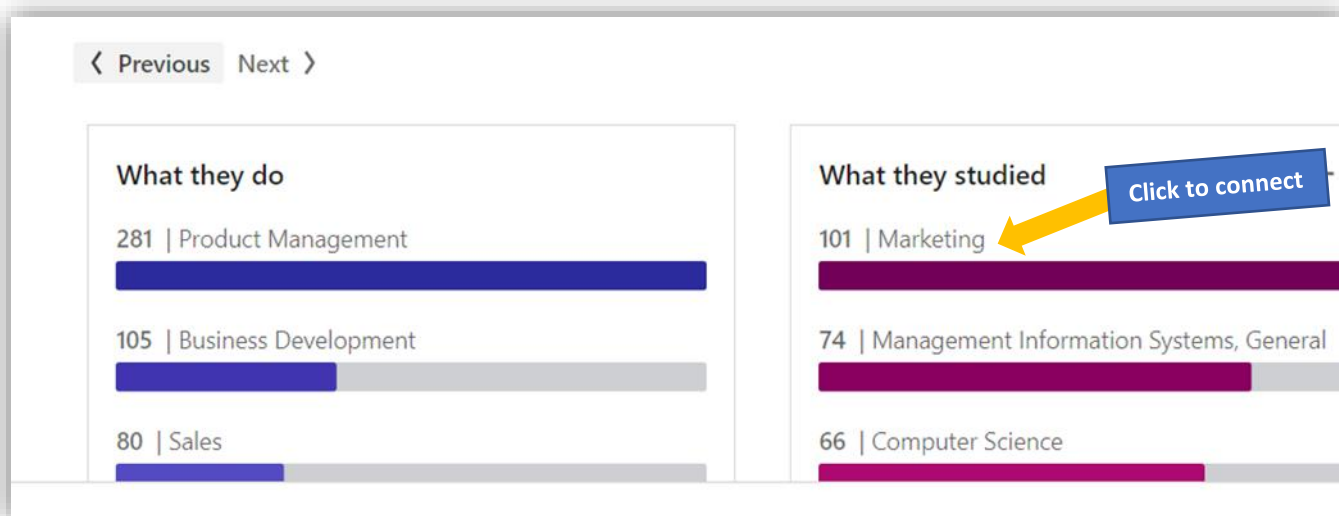 Previous Next
What they do
281 | Product Management
105 | Business Development
80 | Sales
What they studied
Click to connect
101 | Marketing
74 | Management Information Systems, General
66 | Computer Science